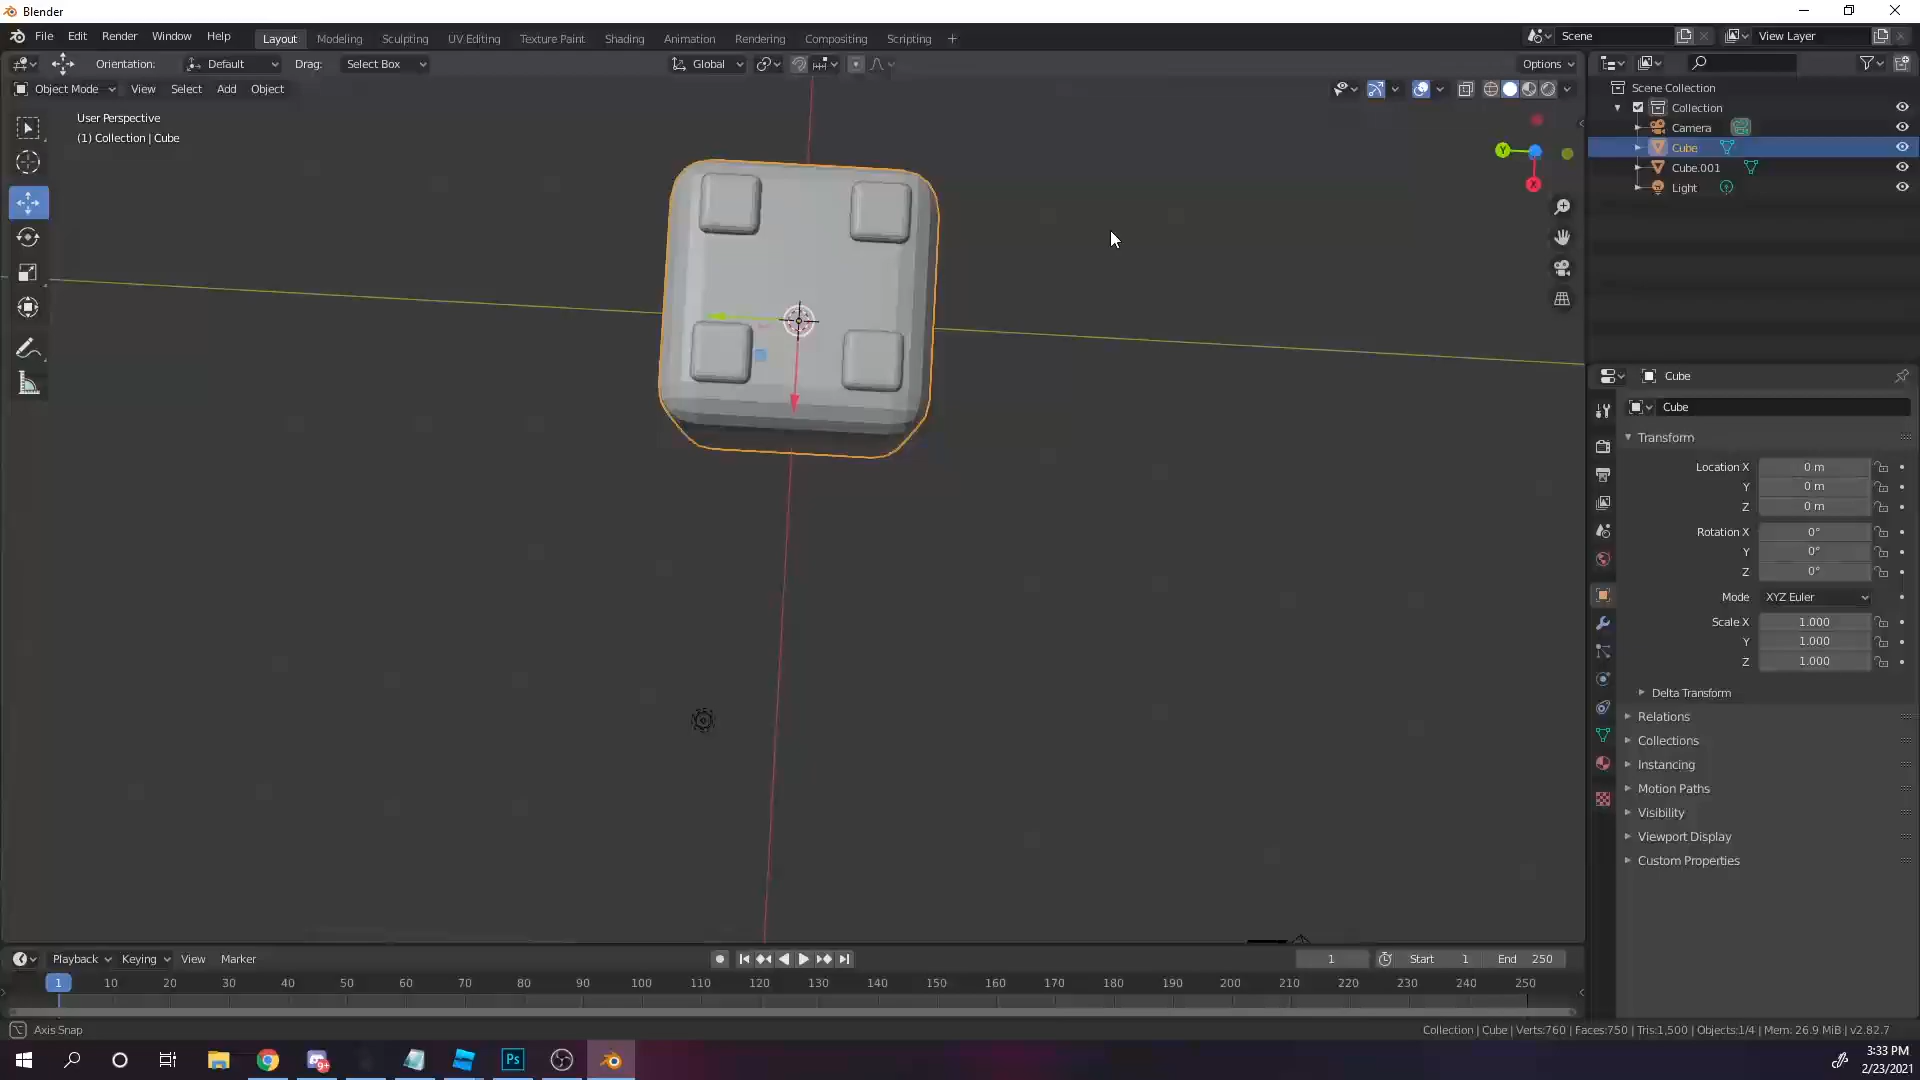 Blender
File Edit Render Window Help
Layout Modeling Sculpting UV Editing Texture Paint Shading Animation Rendering Compositing Scripting +
Scene
View Layer
Orientation: Default Drag: Select Box
Global
Options
Object Mode View Select Add Object
User Perspective
(1) Collection | Cube
Y
X
Scene Collection
Collection
Camera
Cube
Cube.001
Light
Cube
Cube
Transform
Location X 0 m
Y 0 m
Z 0 m
Rotation X 0°
Y 0°
Z 0°
Mode XYZ Euler
Scale X 1.000
Y 1.000
Z 1.000
Delta Transform
Relations
Collections
Instancing
Motion Paths
Visibility
Viewport Display
Custom Properties
Playback Keying View Marker
1 Start 1 End 250
1 10 20 30 40 50 60 70 80 90 100 110 120 130 140 150 160 170 180 190 200 210 220 230 240 250
Axis Snap
Collection | Cube | Verts:760 | Faces:750 | Tris:1,500 | Objects:1/4 | Mem: 26.9 MiB | v2.82.7
9+
Ps
3:33 PM
2/23/2021